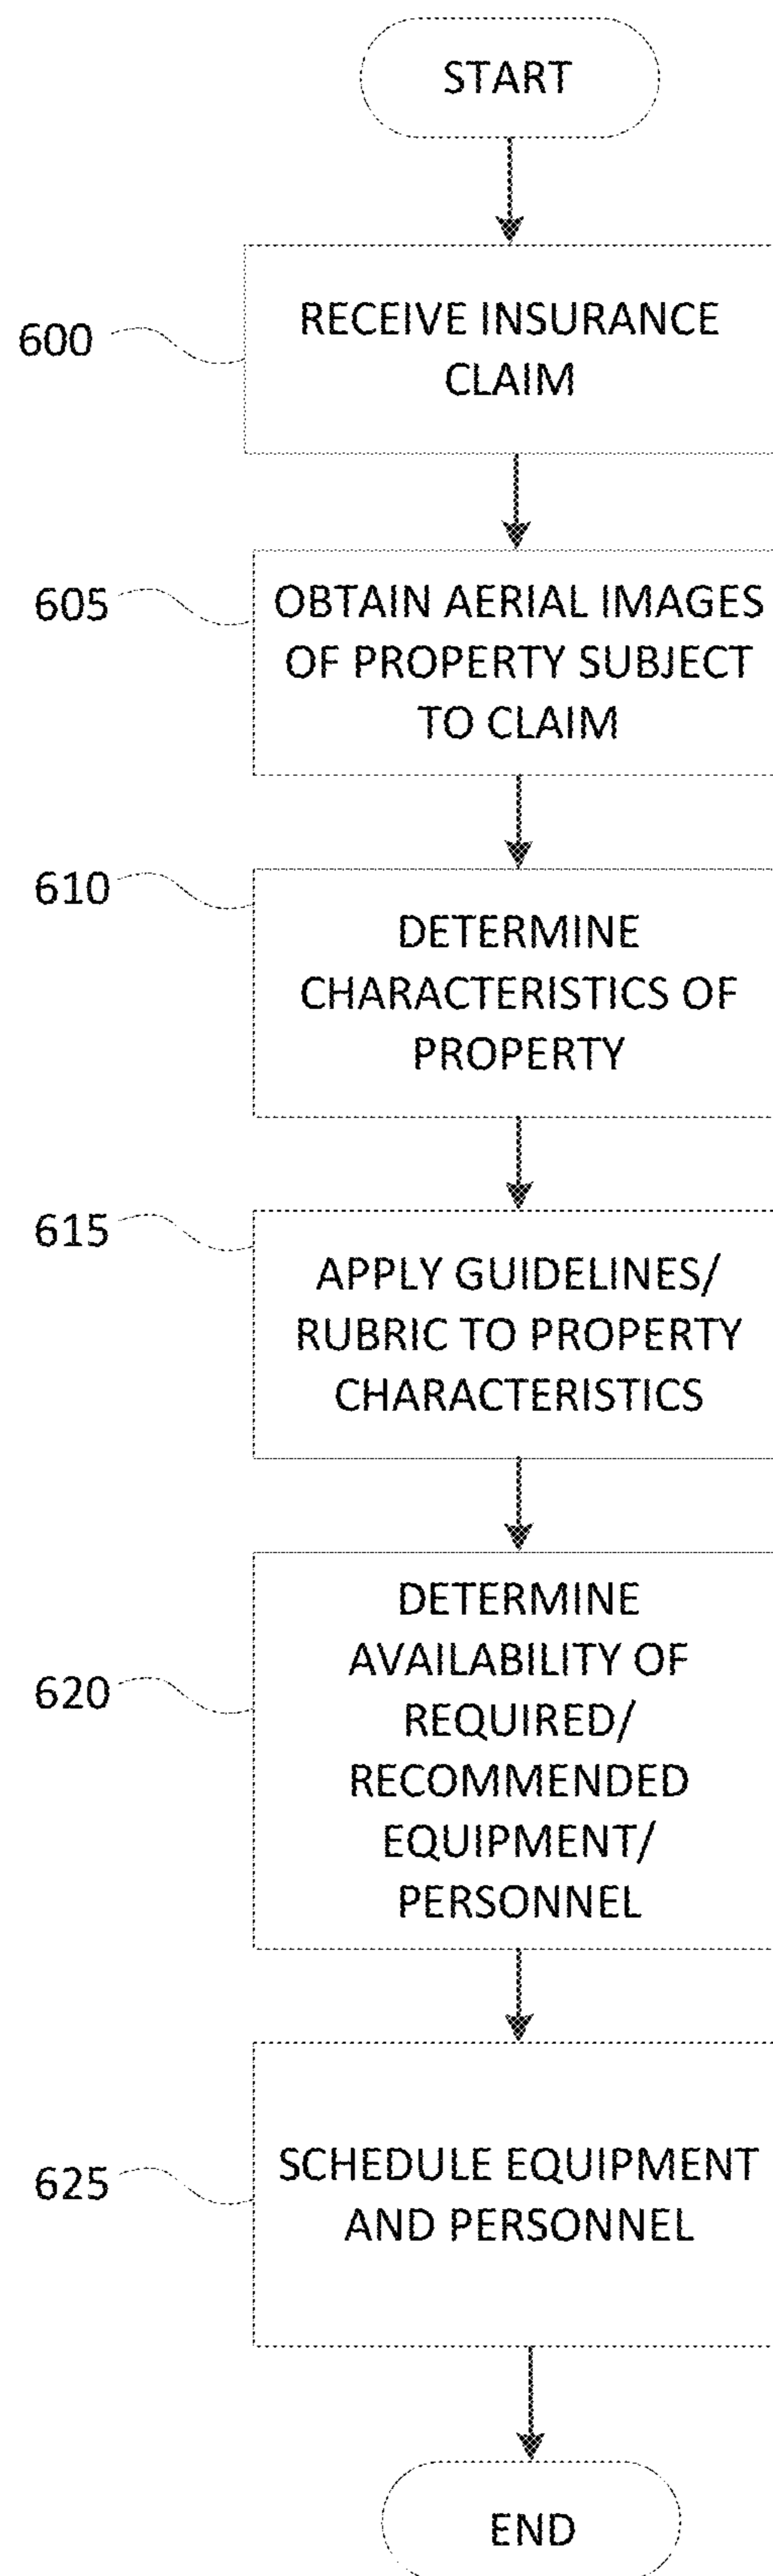 START
600
RECEIVE INSURANCE
CLAIM
605
OBTAIN AERIAL IMAGES
OF PROPERTY SUBJECT
TO CLAIM
610
DETERMINE
CHARACTERISTICS OF
PROPERTY
615
APPLY GUIDELINES/
RUBRIC TO PROPERTY
CHARACTERISTICS
620
DETERMINE
AVAILABILITY OF
REQUIRED/
RECOMMENDED
EQUIPMENT/
PERSONNEL
625
SCHEDULE EQUIPMENT
AND PERSONNEL
END